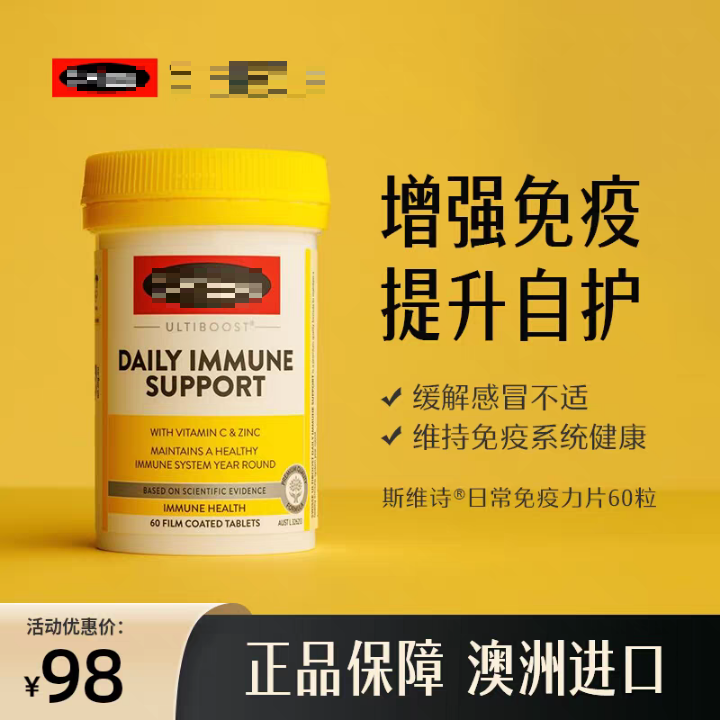 增强免疫
提升自护
缓解感冒不适
维持免疫系统健康
斯维诗®日常免疫力片60粒
ULTIBOOST®
DAILY IMMUNE
SUPPORT
WITH VITAMIN C & ZINC
MAINTAINS A HEALTHY
IMMUNE SYSTEM YEAR ROUND
BASED ON SCIENTIFIC EVIDENCE
IMMUNE HEALTH
60 FILM COATED TABLETS
活动优惠价:
¥98
正品保障 澳洲进口